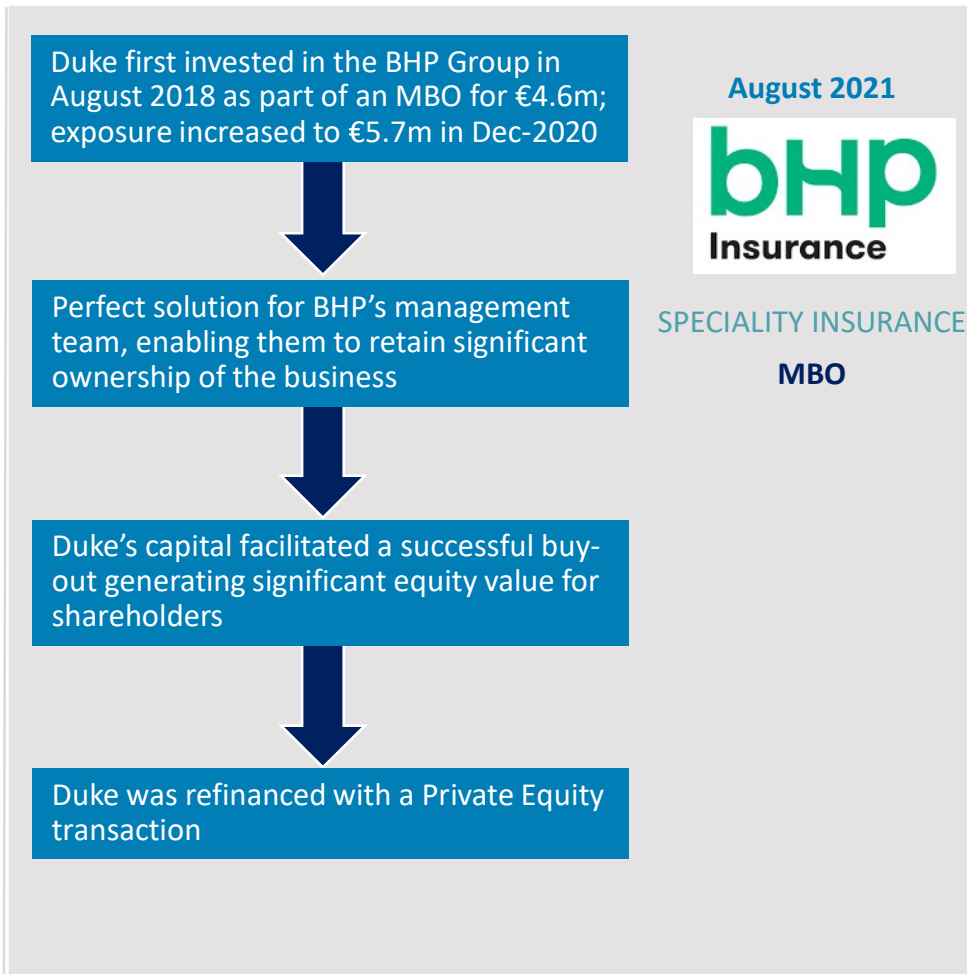 Duke first invested in the BHP Group in
August 2018 as part of an MBO for €4.6m;
exposure increased to €5.7m in Dec-2020
Perfect solution for BHP’s management
team, enabling them to retain significant
ownership of the business
Duke’s capital facilitated a successful buy-
out generating significant equity value for
shareholders
Duke was refinanced with a Private Equity
transaction
August 2021
bHp
Insurance
SPECIALITY INSURANCE
MBO